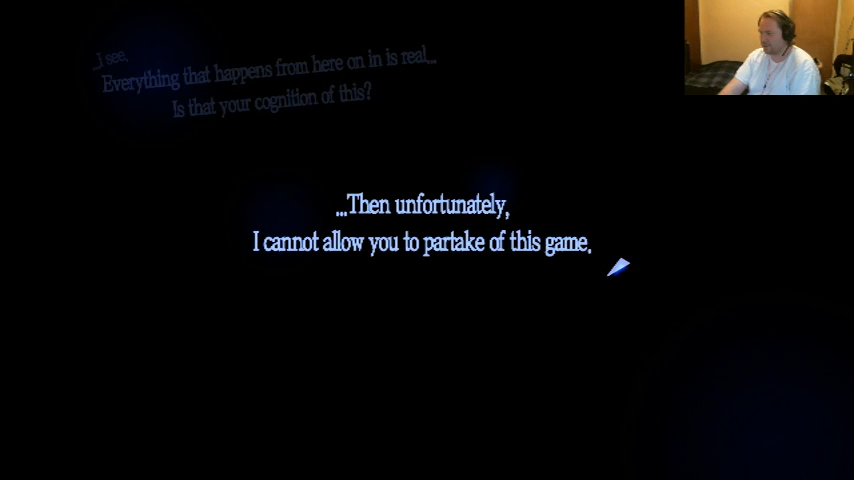 ...i see,
Everything that happens from here on in is real...
Is that your cognition of this?
...Then unfortunately,
I cannot allow you to partake of this game.